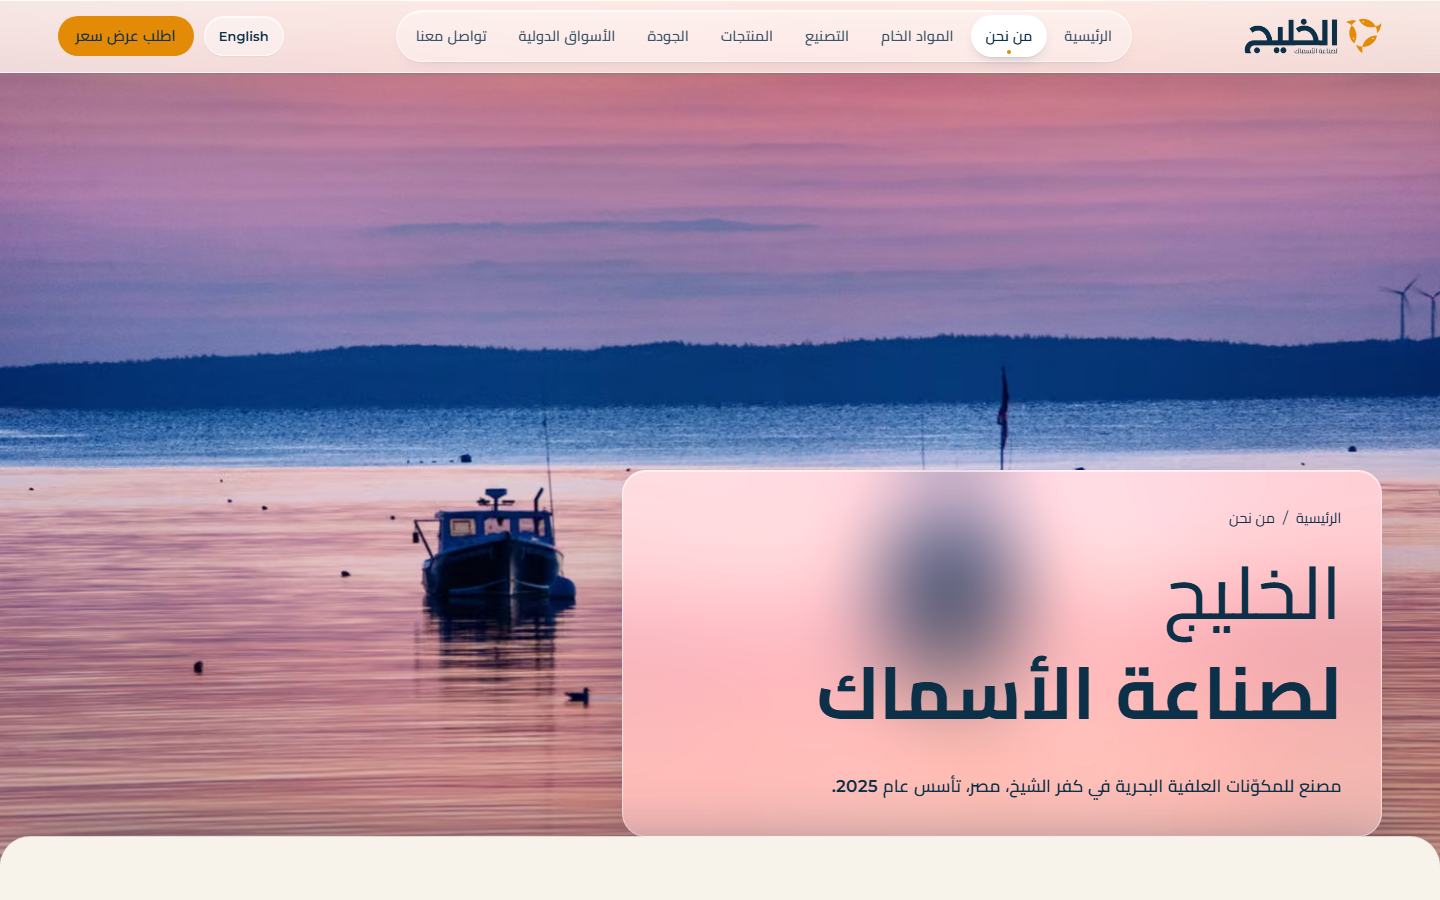 الخليج
لصناعة الأسماك
الرئيسية
من نحن
المواد الخام
التصنيع
المنتجات
الجودة
الأسواق الدولية
تواصل معنا
English
اطلب عرض سعر
الرئيسية / من نحن
الخليج
لصناعة الأسماك
مصنع للمكوّنات العلفية البحرية في كفر الشيخ، مصر، تأسس عام 2025.